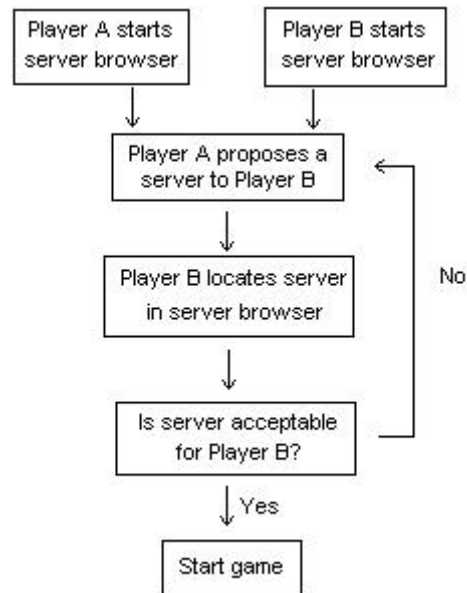 Player A starts
server browser
Player B starts
server browser
Player A proposes a
server to Player B
Player B locates server
in server browser
No
Is server acceptable
for Player B?
Yes
Start game